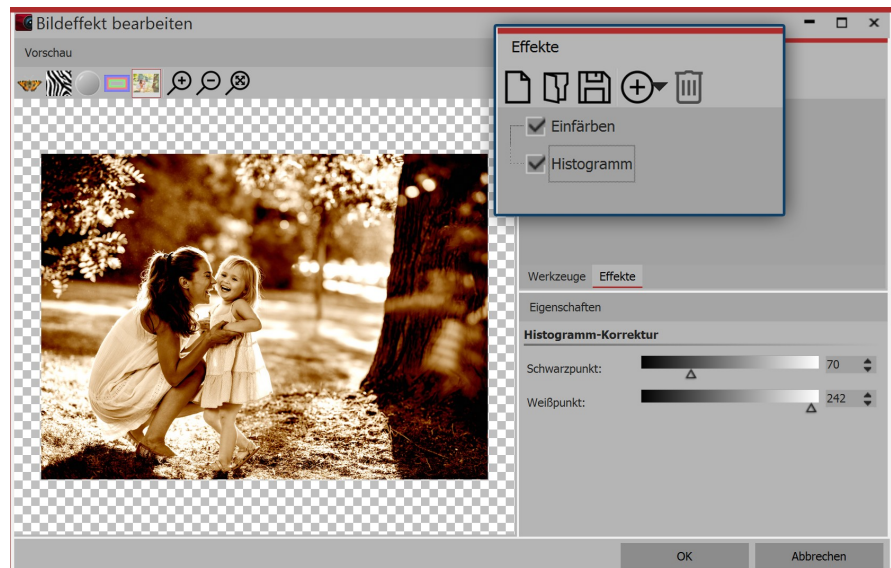 Bildeffekt bearbeiten
Vorschau
Effekte
Einfärben
Histogramm
Werkzeuge Effekte
Eigenschaften
Histogramm-Korrektur
Schwarzpunkt: 70
Weißpunkt: 242
OK Abbrechen